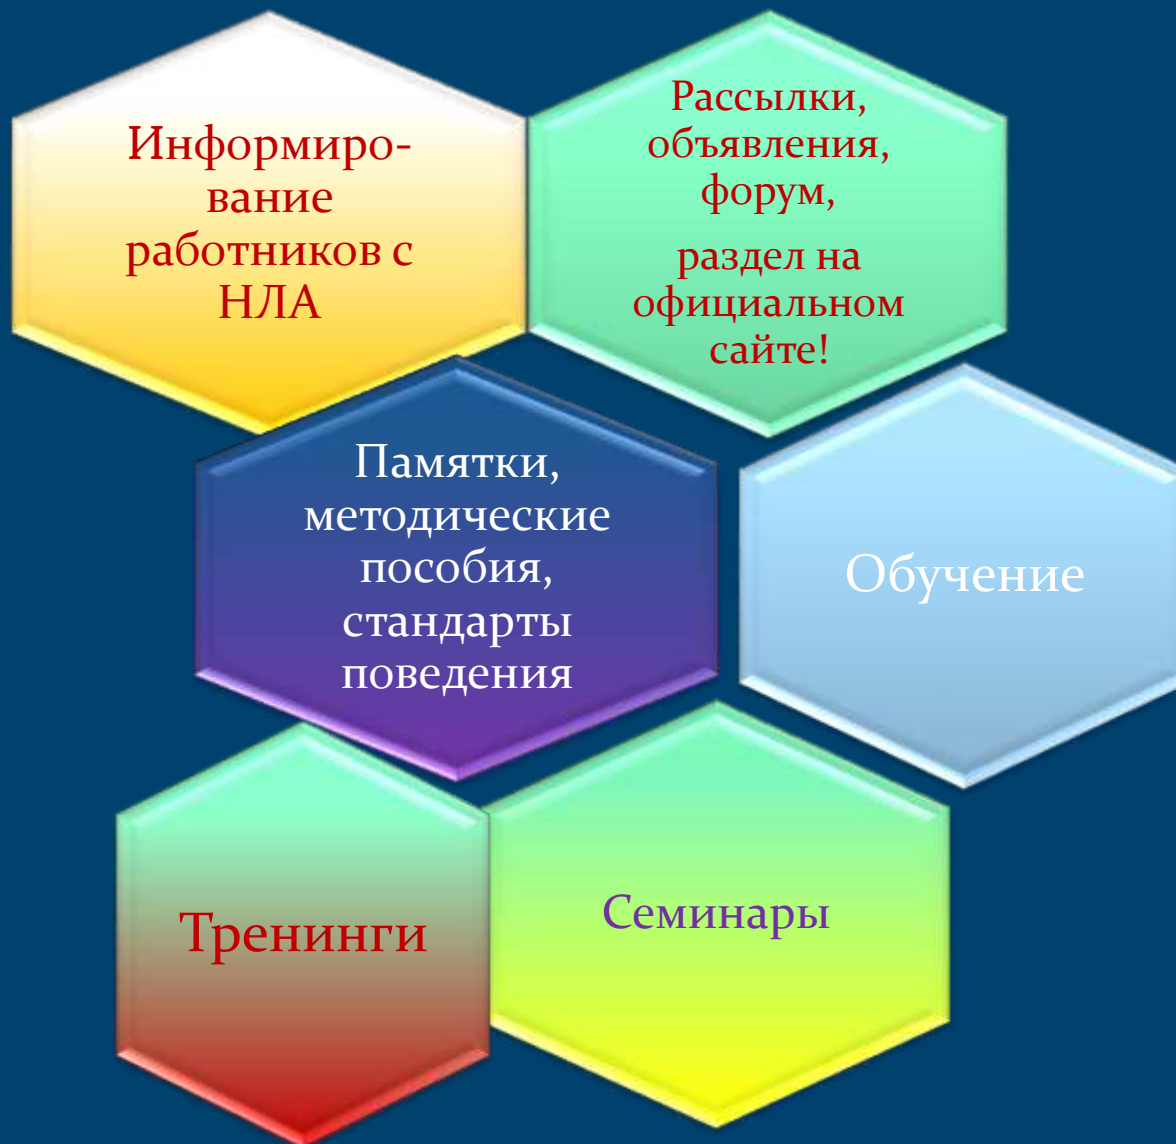 Информиро-
вание
работников с
НЛА
Рассылки,
объявления,
форум,
раздел на
официальном
сайте!
Памятки,
методические
пособия,
стандарты
поведения
Обучение
Тренинги
Семинары